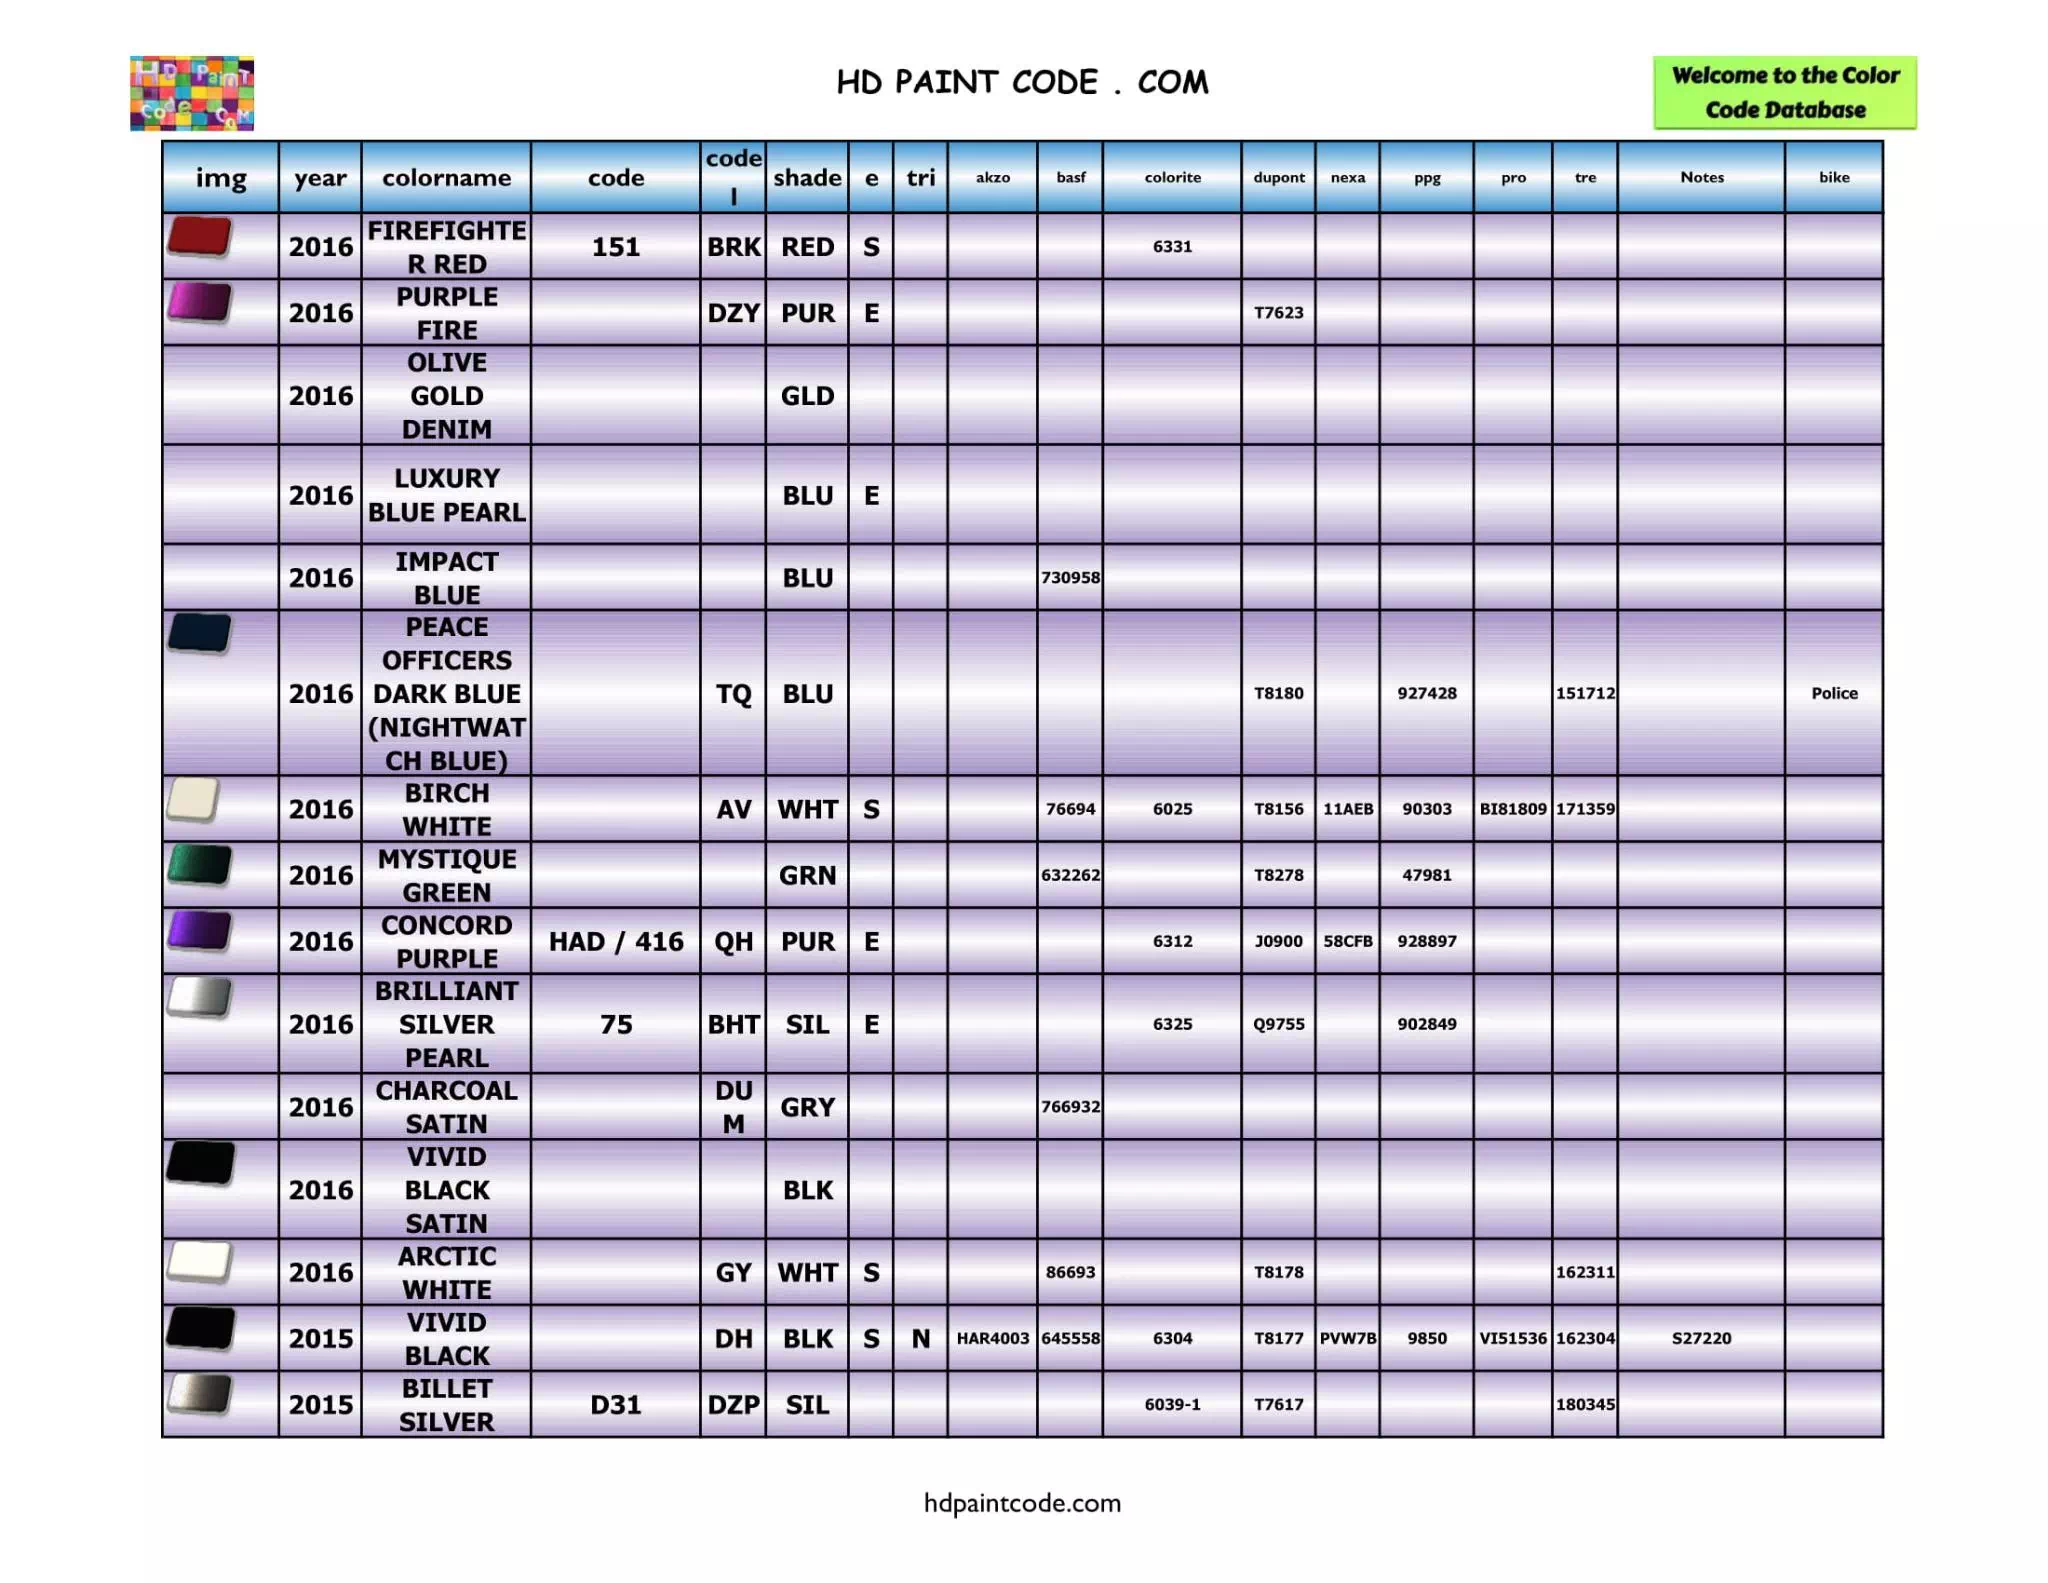 HD Paint
Code
COM
HD PAINT CODE . COM
Welcome to the Color
Code Database
img year colorname code code l shade e tri akzo basf colorite dupont nexa ppg pro tre Notes bike
2016 FIREFIGHTE
R RED 151 BRK RED S 6331
2016 PURPLE
FIRE DZY PUR E T7623
2016 OLIVE
GOLD
DENIM GLD
2016 LUXURY
BLUE PEARL BLU E
2016 IMPACT
BLUE BLU 730958
2016 PEACE
OFFICERS
DARK BLUE
(NIGHTWAT
CH BLUE) TQ BLU T8180 927428 151712 Police
2016 BIRCH
WHITE AV WHT S 76694 6025 T8156 11AEB 90303 BI81809 171359
2016 MYSTIQUE
GREEN GRN 632262 T8278 47981
2016 CONCORD
PURPLE HAD / 416 QH PUR E 6312 J0900 58CFB 928897
2016 BRILLIANT
SILVER
PEARL 75 BHT SIL E 6325 Q9755 902849
2016 CHARCOAL
SATIN DU
M GRY 766932
2016 VIVID
BLACK
SATIN BLK
2016 ARCTIC
WHITE GY WHT S 86693 T8178 162311
2015 VIVID
BLACK DH BLK S N HAR4003 645558 6304 T8177 PVW7B 9850 VI51536 162304 S27220
2015 BILLET
SILVER D31 DZP SIL 6039-1 T7617 180345
hdpaintcode.com